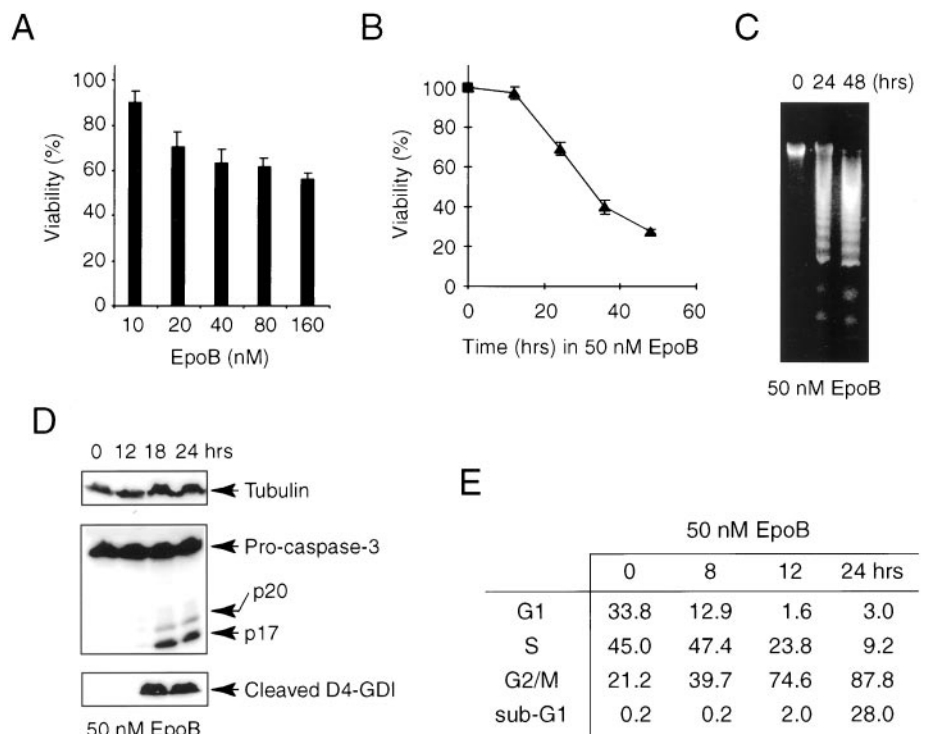 A
Viability (%)
100
80
60
40
20
0
10 20 40 80 160
EpoB (nM)
B
Viability (%)
100
80
60
40
20
0
0 20 40 60
Time (hrs) in 50 nM EpoB
C
0 24 48 (hrs)
50 nM EpoB
D
0 12 18 24 hrs
Tubulin
Pro-caspase-3
p20
p17
Cleaved D4-GDI
50 nM EpoB
E
50 nM EpoB
0 8 12 24 hrs
G1 33.8 12.9 1.6 3.0
S 45.0 47.4 23.8 9.2
G2/M 21.2 39.7 74.6 87.8
sub-G1 0.2 0.2 2.0 28.0